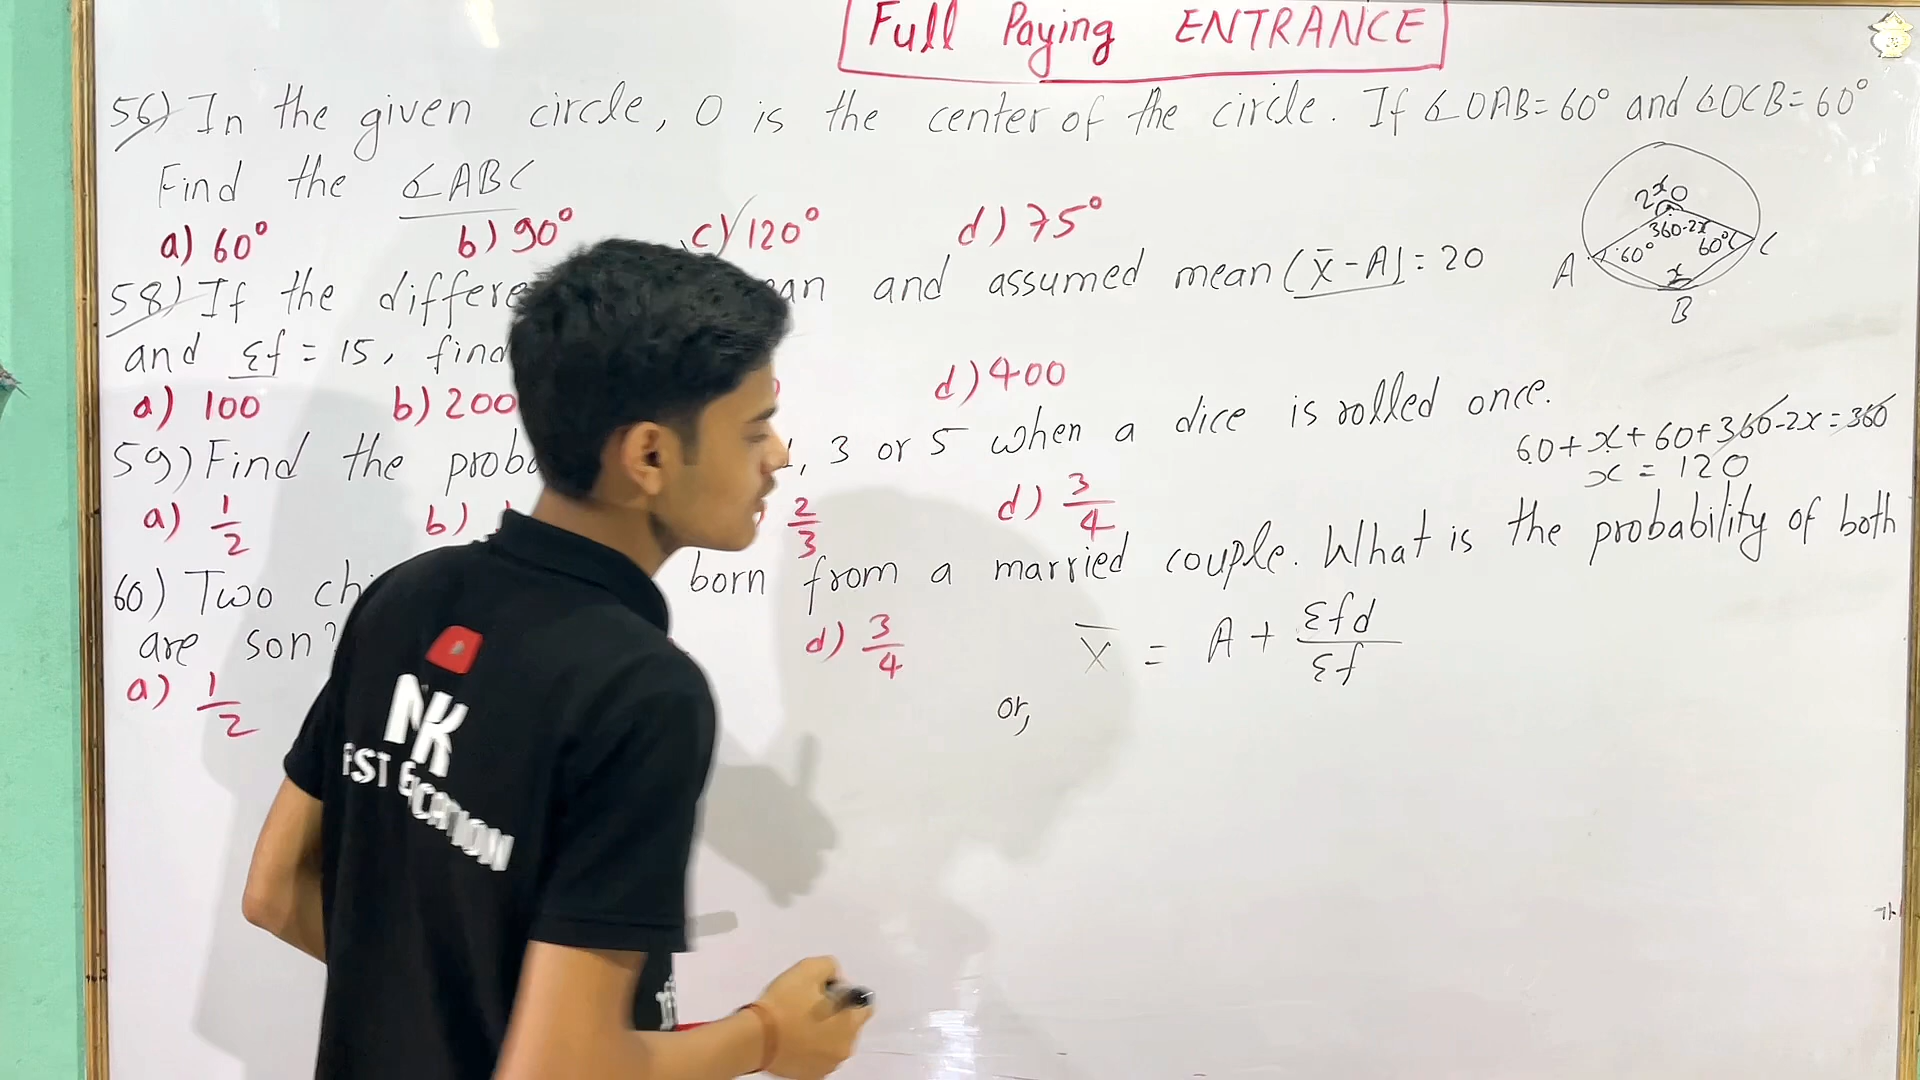 Full Paying ENTRANCE
56) In the given circle, O is the center of the circle. If ∠OAB = 60° and ∠OCB = 60°
Find the ∠ABC
a) 60° b) 90° c) 120° d) 75°
2x O
360-2x
60° 60°
A x C
B
58) If the differe an and assumed mean (x̄ - A) = 20
and Σf = 15, find
a) 100 b) 200 d) 400
59) Find the prob 1, 3 or 5 when a dice is rolled once.
a) 1/2 b) 2/3 d) 3/4
60 + x + 60 + 360 - 2x = 360
x = 120
60) Two ch born from a married couple. What is the probability of both
are son?
a) 1/2 d) 3/4
X̄ = A + Σfd/Σf
or,
NK
EST EDUCATION